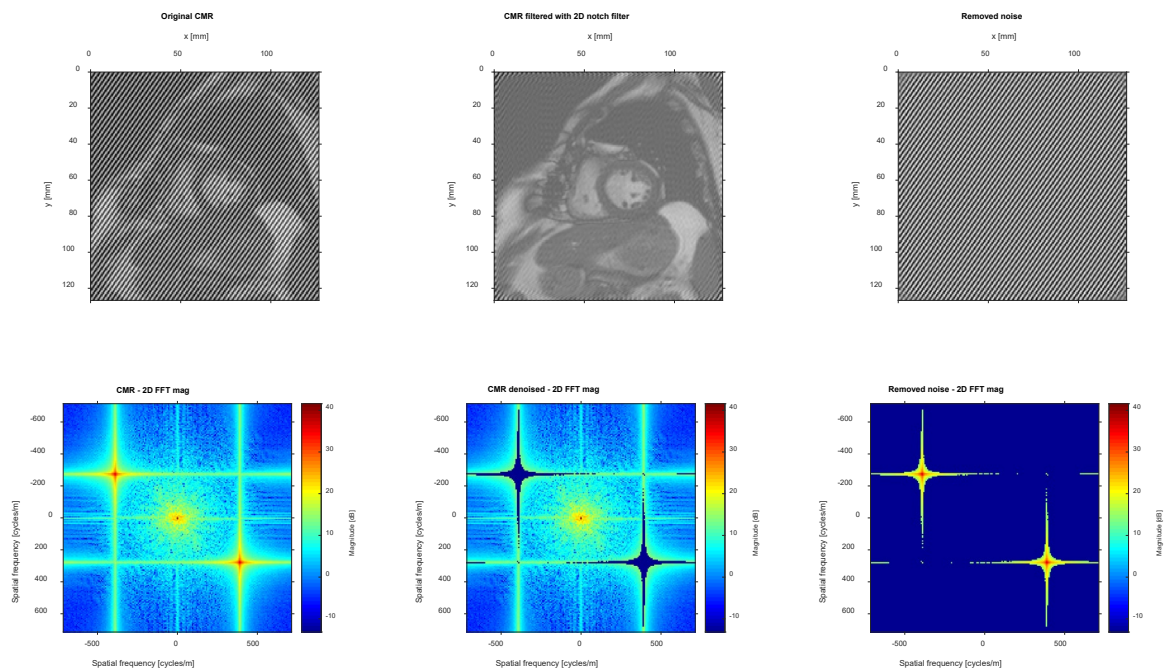 Original CMR
x [mm]
0 50 100
0
20
40
60
80
100
120
y [mm]
CMR filtered with 2D notch filter
x [mm]
0 50 100
0
20
40
60
80
100
120
y [mm]
Removed noise
x [mm]
0 50 100
0
20
40
60
80
100
120
y [mm]
CMR - 2D FFT mag
-600
-400
-200
0
200
400
600
Spatial frequency [cycles/m]
-500 0 500
Spatial frequency [cycles/m]
40
30
20
10
0
-10
Magnitude [dB]
CMR denoised - 2D FFT mag
-600
-400
-200
0
200
400
600
Spatial frequency [cycles/m]
-500 0 500
Spatial frequency [cycles/m]
40
30
20
10
0
-10
Magnitude [dB]
Removed noise - 2D FFT mag
-600
-400
-200
0
200
400
600
Spatial frequency [cycles/m]
-500 0 500
Spatial frequency [cycles/m]
40
30
20
10
0
-10
Magnitude [dB]